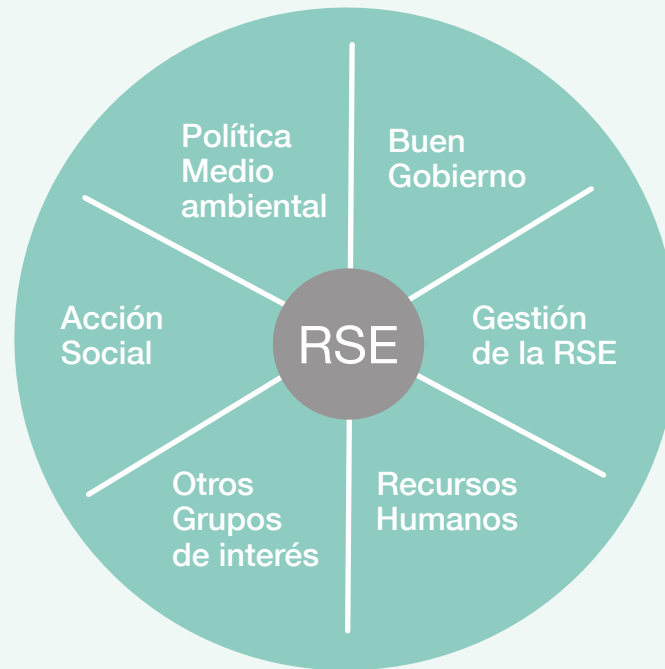 Política
Medio
ambiental
Buen
Gobierno
Acción
Social
RSE
Gestión
de la RSE
Otros
Grupos
de interés
Recursos
Humanos